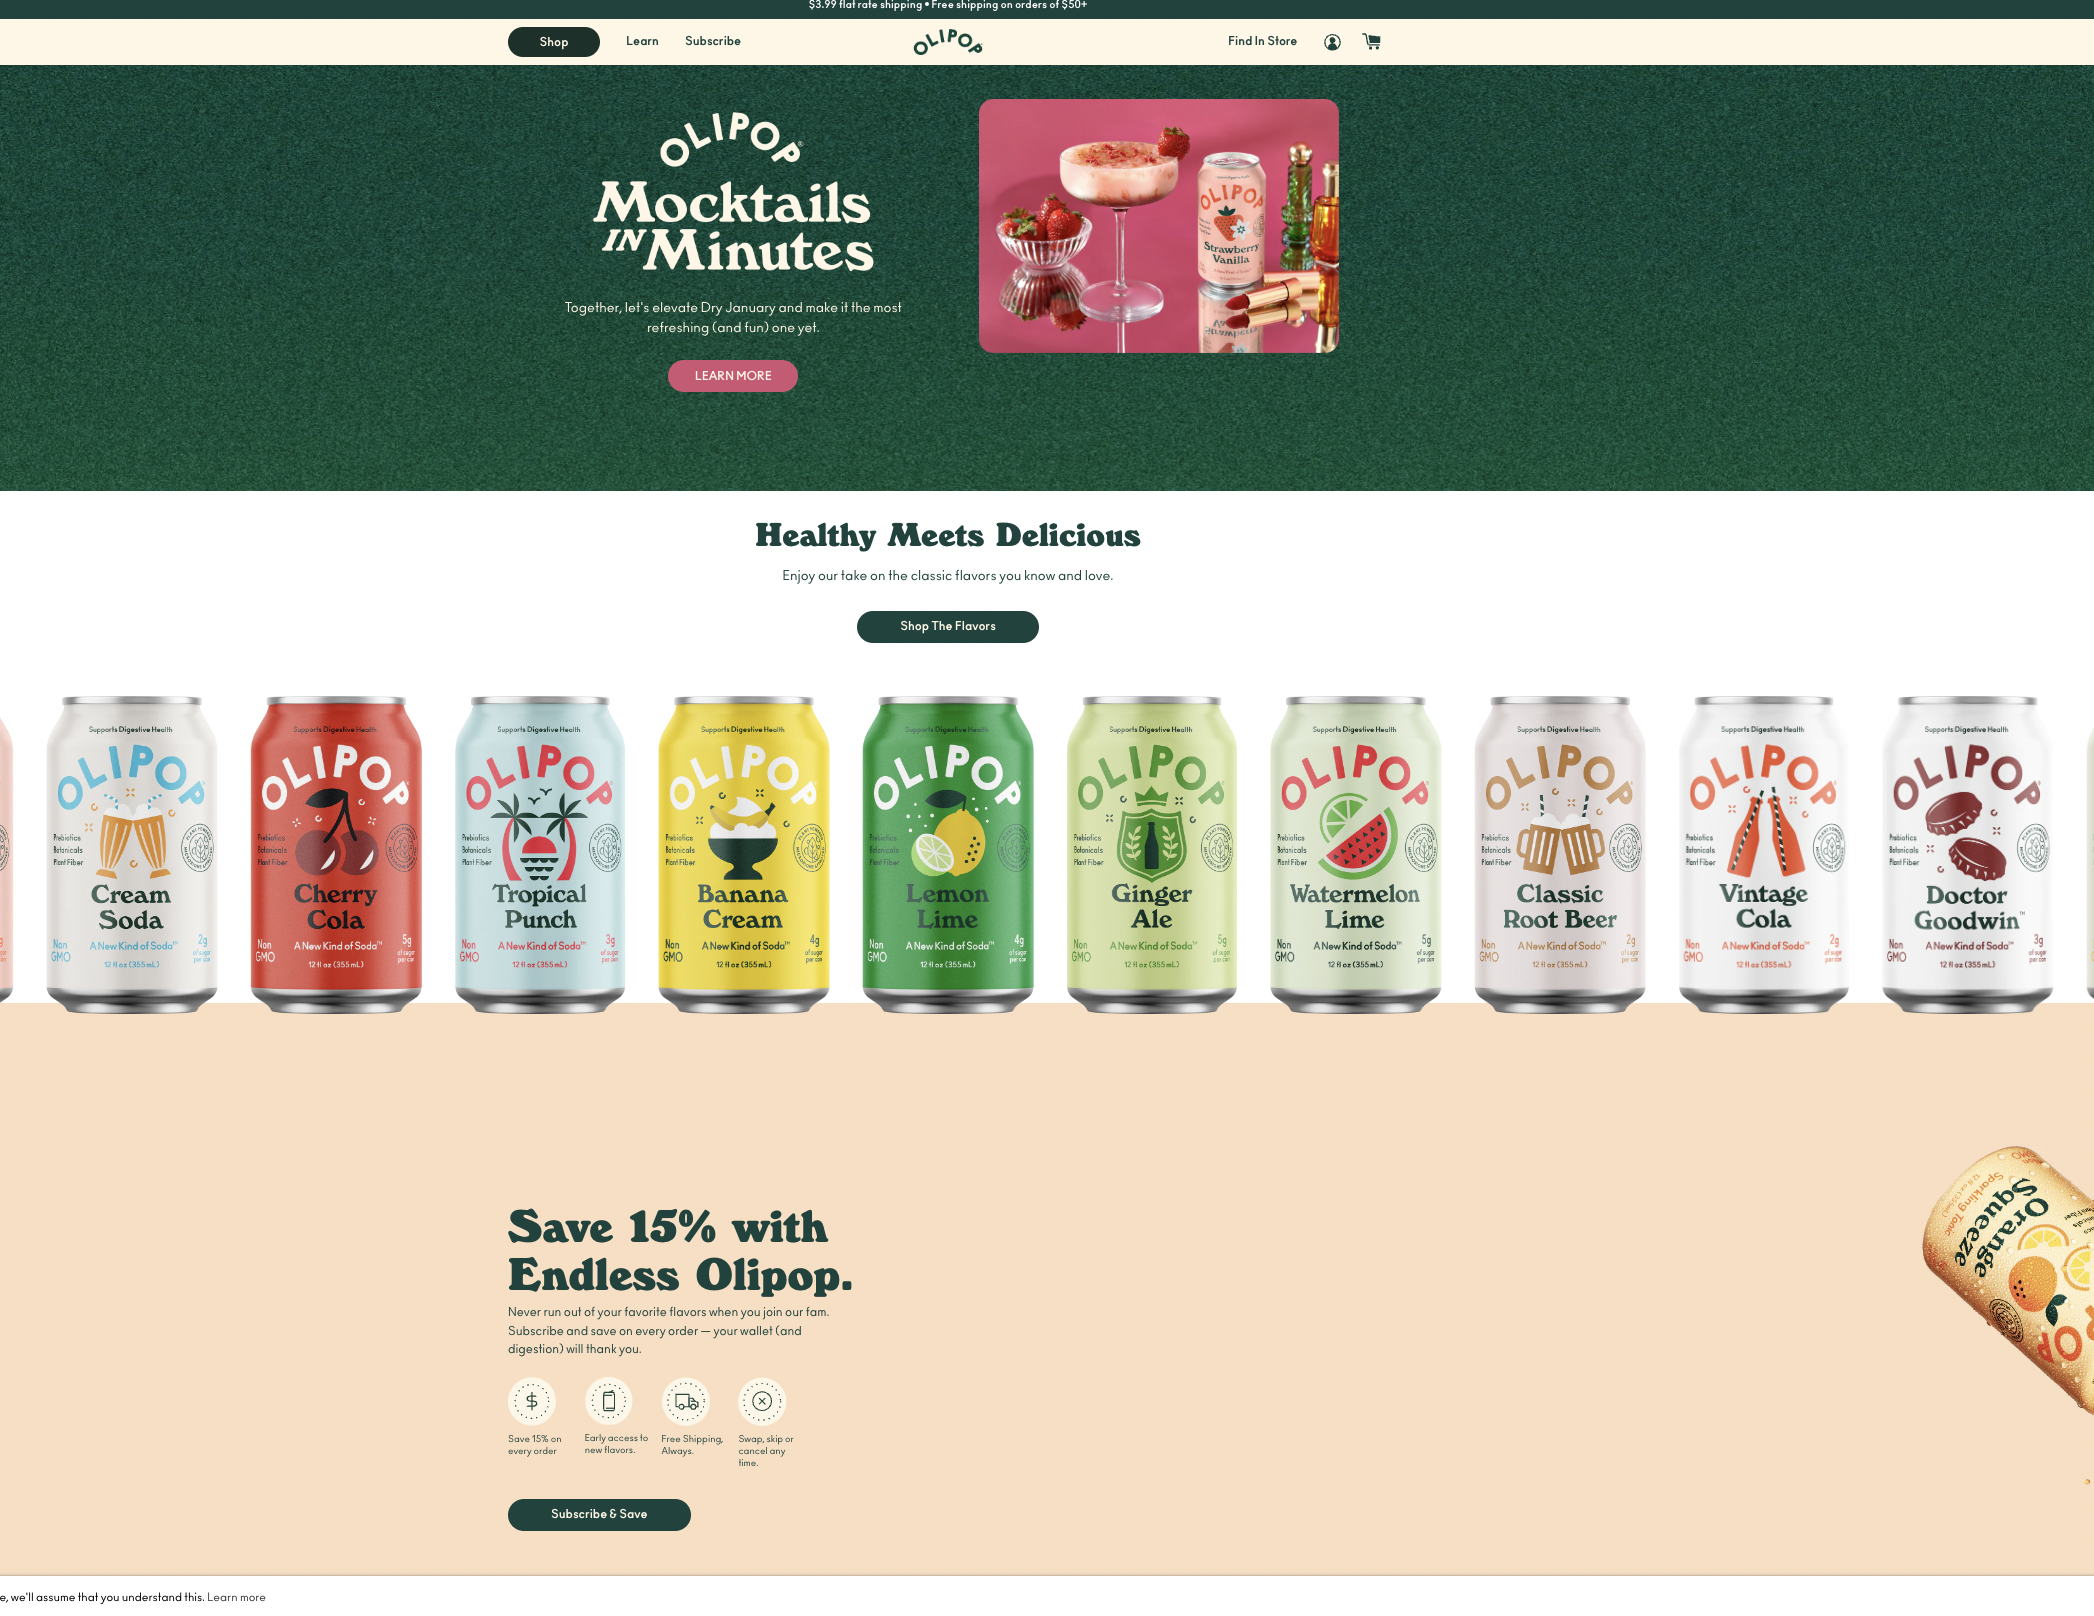 $3.99 flat rate shipping • Free shipping on orders of $50+
Shop
Learn
Subscribe
OLIPOP
Find In Store
OLIPOP®
Mocktails
IN Minutes
Together, let's elevate Dry January and make it the most
refreshing (and fun) one yet.
LEARN MORE
OLIPOP
Strawberry
Vanilla
Healthy Meets Delicious
Enjoy our take on the classic flavors you know and love.
Shop The Flavors
Supports Digestive Health
OLIPOP
Prebiotics
Botanicals
Plant Fiber
Cream
Soda
Non
GMO
A New Kind of Soda™
2g
of sugar
per can
12 fl oz (355 mL)
Supports Digestive Health
OLIPOP
Prebiotics
Botanicals
Plant Fiber
Cherry
Cola
Non
GMO
A New Kind of Soda™
5g
of sugar
per can
12 fl oz (355 mL)
Supports Digestive Health
OLIPOP
Prebiotics
Botanicals
Plant Fiber
Tropical
Punch
Non
GMO
A New Kind of Soda™
3g
of sugar
per can
12 fl oz (355 mL)
Supports Digestive Health
OLIPOP
Prebiotics
Botanicals
Plant Fiber
Banana
Cream
Non
GMO
A New Kind of Soda™
4g
of sugar
per can
12 fl oz (355 mL)
Supports Digestive Health
OLIPOP
Prebiotics
Botanicals
Plant Fiber
Lemon
Lime
Non
GMO
A New Kind of Soda™
4g
of sugar
per can
12 fl oz (355 mL)
Supports Digestive Health
OLIPOP
Prebiotics
Botanicals
Plant Fiber
Ginger
Ale
Non
GMO
A New Kind of Soda™
5g
of sugar
per can
12 fl oz (355 mL)
Supports Digestive Health
OLIPOP
Prebiotics
Botanicals
Plant Fiber
Watermelon
Lime
Non
GMO
A New Kind of Soda™
5g
of sugar
per can
12 fl oz (355 mL)
Supports Digestive Health
OLIPOP
Prebiotics
Botanicals
Plant Fiber
Classic
Root Beer
Non
GMO
A New Kind of Soda™
2g
of sugar
per can
12 fl oz (355 mL)
Supports Digestive Health
OLIPOP
Prebiotics
Botanicals
Plant Fiber
Vintage
Cola
Non
GMO
A New Kind of Soda™
2g
of sugar
per can
12 fl oz (355 mL)
Supports Digestive Health
OLIPOP
Prebiotics
Botanicals
Plant Fiber
Doctor
Goodwin™
Non
GMO
A New Kind of Soda™
3g
of sugar
per can
12 fl oz (355 mL)
Orange
Squeeze
Sparkling Tonic
Save 15% with
Endless Olipop.
Never run out of your favorite flavors when you join our fam.
Subscribe and save on every order — your wallet (and
digestion) will thank you.
Save 15% on
every order
Early access to
new flavors.
Free Shipping,
Always.
Swap, skip or
cancel any
time.
Subscribe & Save
e, we'll assume that you understand this. Learn more